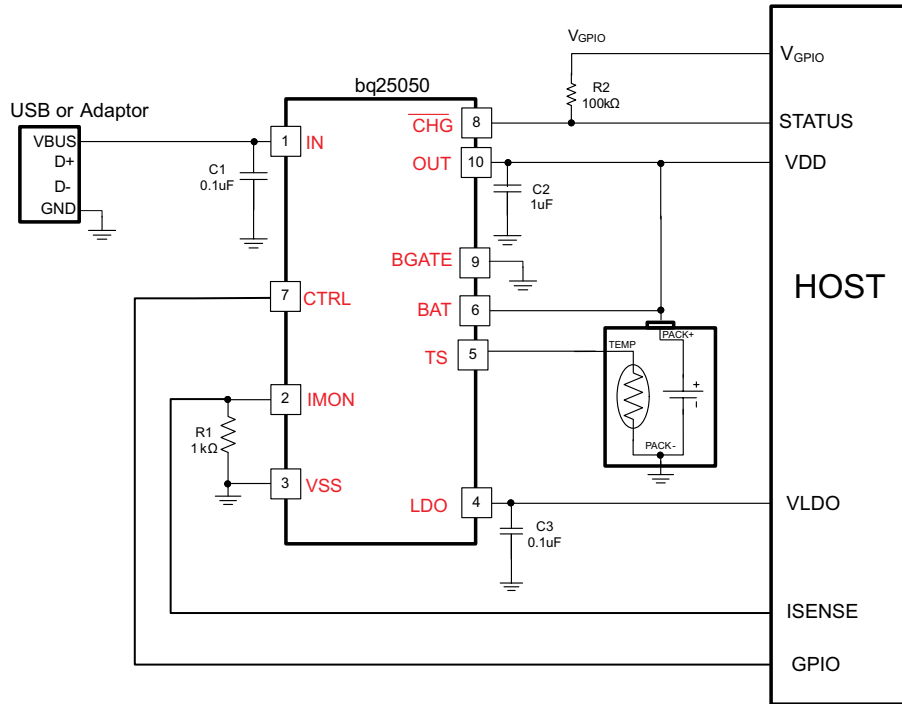 V_GPIO
V_GPIO
bq25050
R2
100kΩ
USB or Adaptor
VBUS
D+
D-
GND
C1
0.1uF
1
IN
CHG
8
STATUS
OUT
10
VDD
C2
1uF
BGATE
9
HOST
7
CTRL
BAT
6
TS
5
TEMP
PACK+
+
-
PACK-
2
IMON
R1
1kΩ
3
VSS
LDO
4
VLDO
C3
0.1uF
ISENSE
GPIO